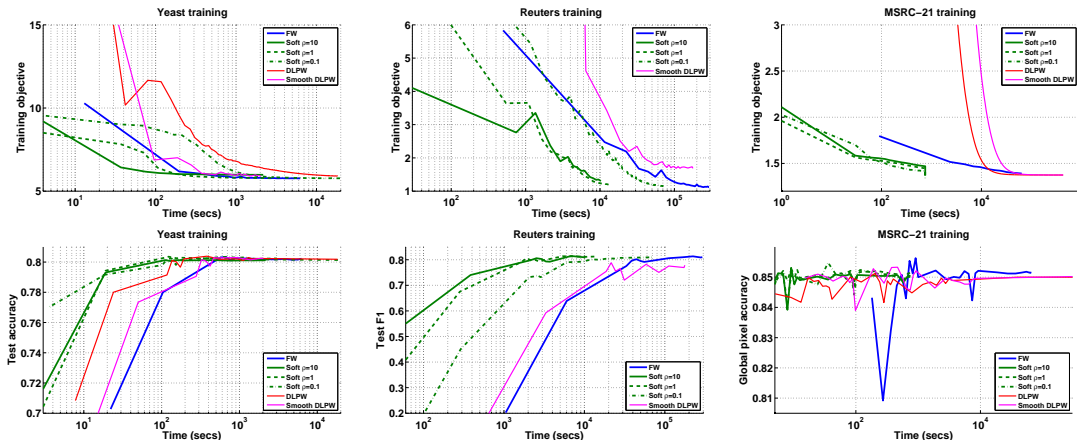 Yeast training
15
10
5
Training objective
10¹
10²
10³
10⁴
Time (secs)
FW
Soft ρ=10
Soft ρ=1
Soft ρ=0.1
DLPW
Smooth DLPW
Reuters training
6
5
4
3
2
1
Training objective
10²
10³
10⁴
10⁵
Time (secs)
FW
Soft ρ=10
Soft ρ=1
Soft ρ=0.1
Smooth DLPW
MSRC−21 training
3
2.5
2
1.5
Training objective
10⁰
10²
10⁴
Time (secs)
FW
Soft ρ=10
Soft ρ=1
Soft ρ=0.1
DLPW
Smooth DLPW
Yeast training
0.8
0.78
0.76
0.74
0.72
0.7
Test accuracy
10¹
10²
10³
10⁴
Time (secs)
FW
Soft ρ=10
Soft ρ=1
Soft ρ=0.1
DLPW
Smooth DLPW
Reuters training
0.8
0.7
0.6
0.5
0.4
0.3
0.2
Test F1
10²
10³
10⁴
10⁵
Time (secs)
FW
Soft ρ=10
Soft ρ=1
Soft ρ=0.1
Smooth DLPW
MSRC−21 training
0.85
0.84
0.83
0.82
0.81
Global pixel accuracy
10²
10⁴
Time (secs)
FW
Soft ρ=10
Soft ρ=1
Soft ρ=0.1
DLPW
Smooth DLPW